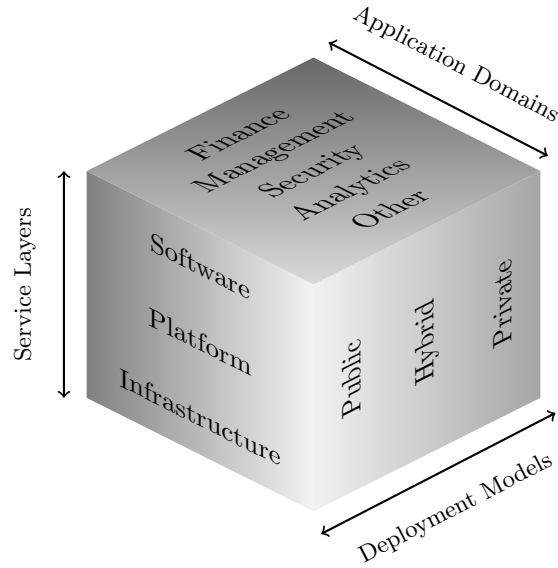 Application Domains
Finance
Management
Security
Analytics
Other
Service Layers
Software
Platform
Infrastructure
Public
Hybrid
Private
Deployment Models